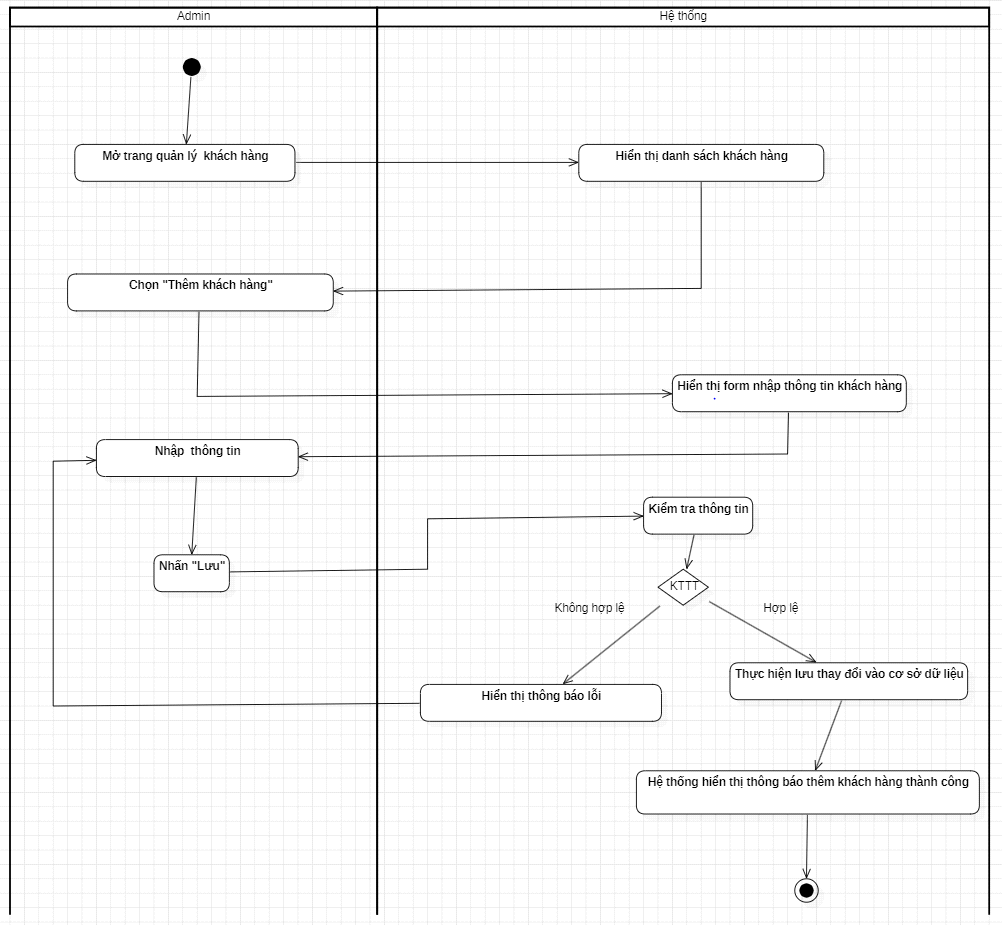 Admin
Hệ thống
Mở trang quản lý  khách hàng
Hiển thị danh sách khách hàng
Chọn "Thêm khách hàng"
Hiển thị form nhập thông tin khách hàng
Nhập  thông tin
Kiểm tra thông tin
Nhấn "Lưu"
KTTT
Không hợp lệ
Hợp lệ
Thực hiện lưu thay đổi vào cơ sở dữ liệu
Hiển thị thông báo lỗi
Hệ thống hiển thị thông báo thêm khách hàng thành công